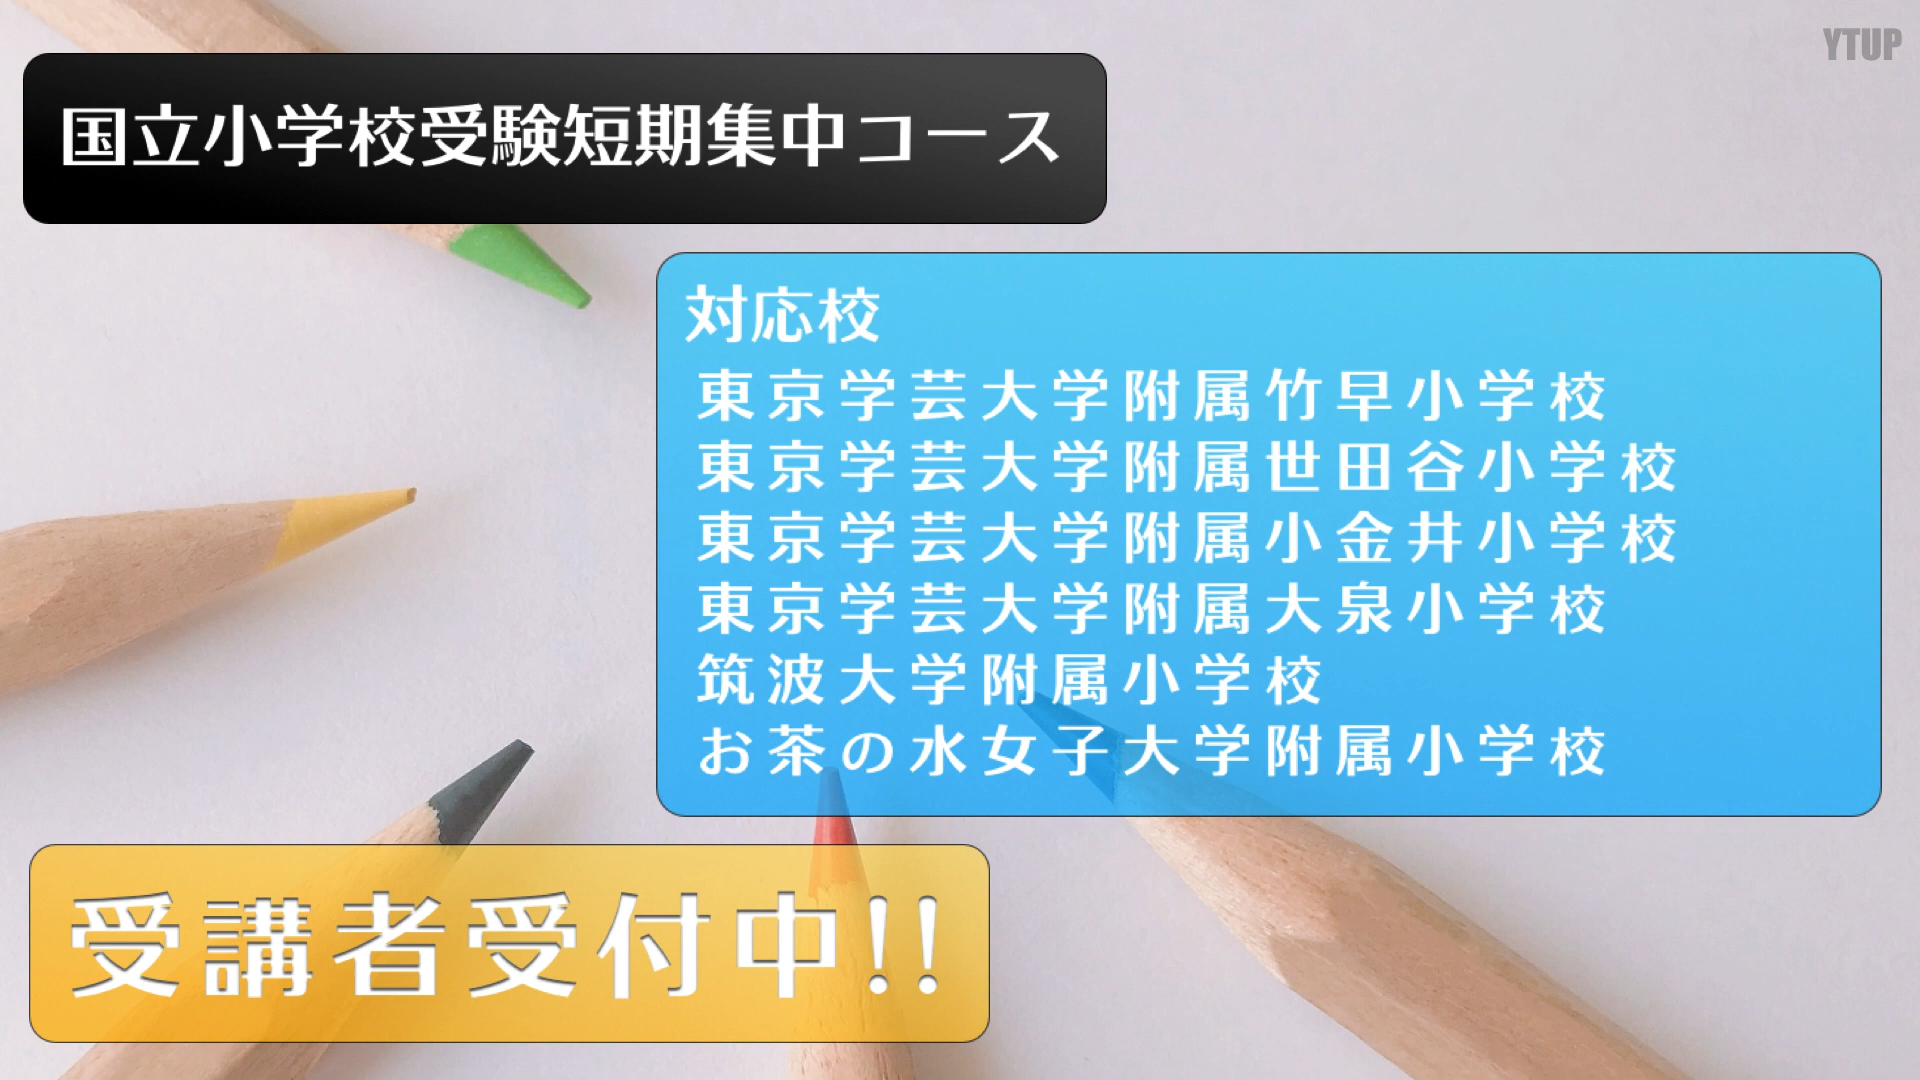 YTUP
国立小学校受験短期集中コース
対応校
東京学芸大学附属竹早小学校
東京学芸大学附属世田谷小学校
東京学芸大学附属小金井小学校
東京学芸大学附属大泉小学校
筑波大学附属小学校
お茶の水女子大学附属小学校
受講者受付中!!